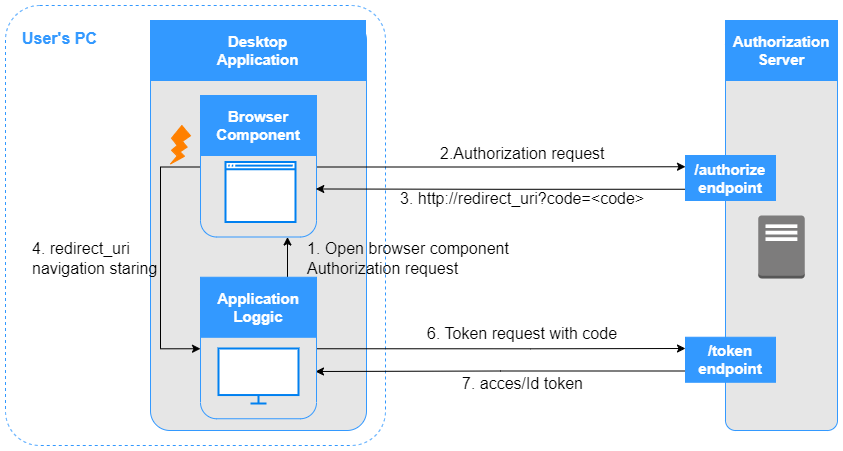 User's PC
Desktop
Application
Authorization
Server
Browser
Component
2.Authorization request
/authorize
endpoint
3. http://redirect_uri?code=<code>
4. redirect_uri
navigation staring
1. Open browser component
Authorization request
Application
Loggic
6. Token request with code
/token
endpoint
7. acces/Id token